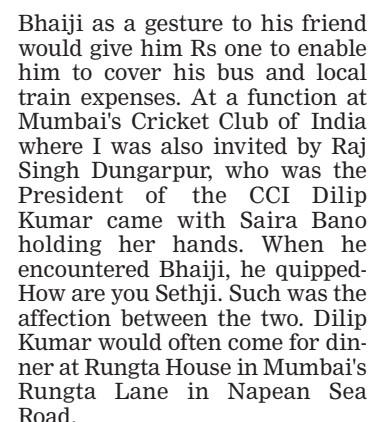 Bhaiji as a gesture to his friend
would give him Rs one to enable
him to cover his bus and local
train expenses. At a function at
Mumbai's Cricket Club of India
where I was also invited by Raj
Singh Dungarpur, who was the
President of the CCI Dilip
Kumar came with Saira Bano
holding her hands. When he
encountered Bhaiji, he quipped-
How are you Sethji. Such was the
affection between the two. Dilip
Kumar would often come for din-
ner at Rungta House in Mumbai's
Rungta Lane in Napean Sea
Road.